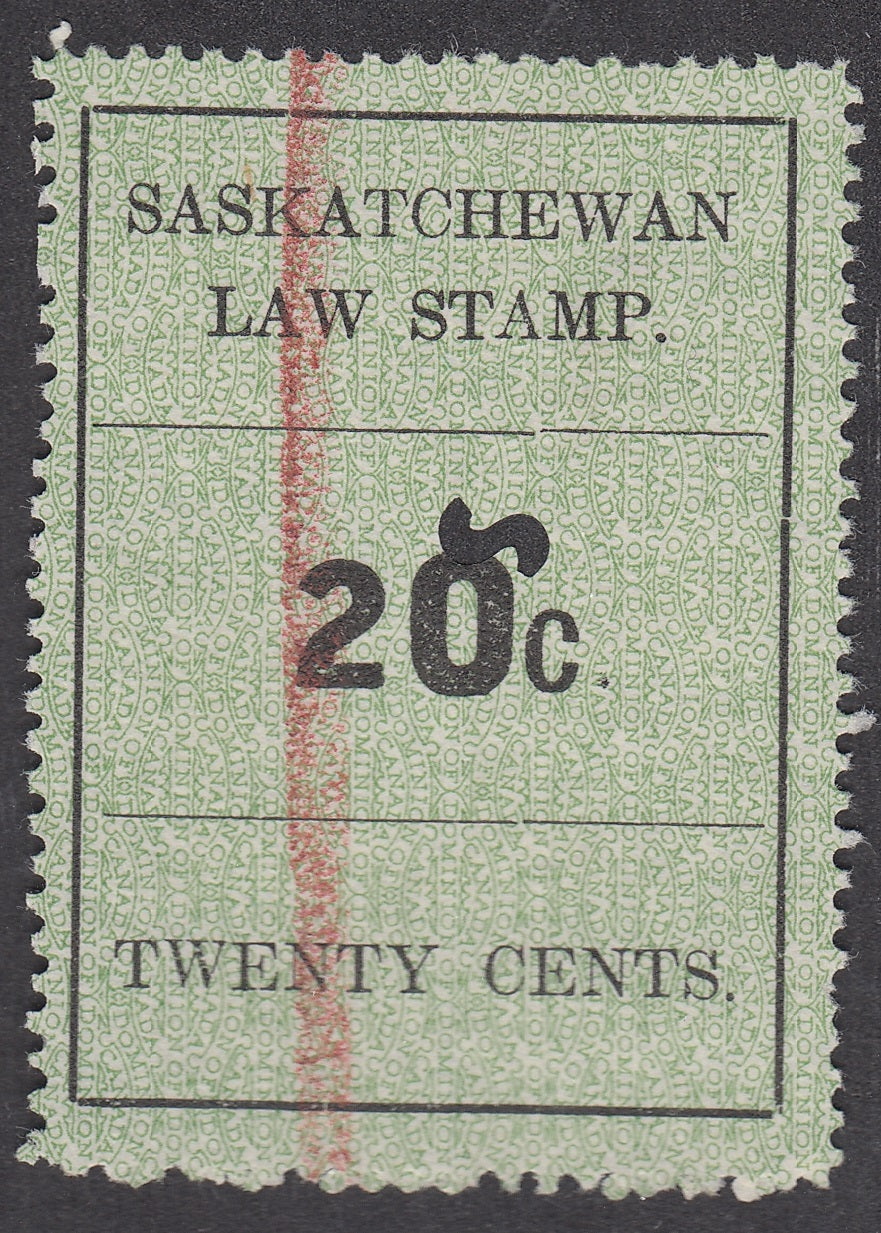 SASKATCHEWAN
LAW STAMP.
20c.
TWENTY CENTS.